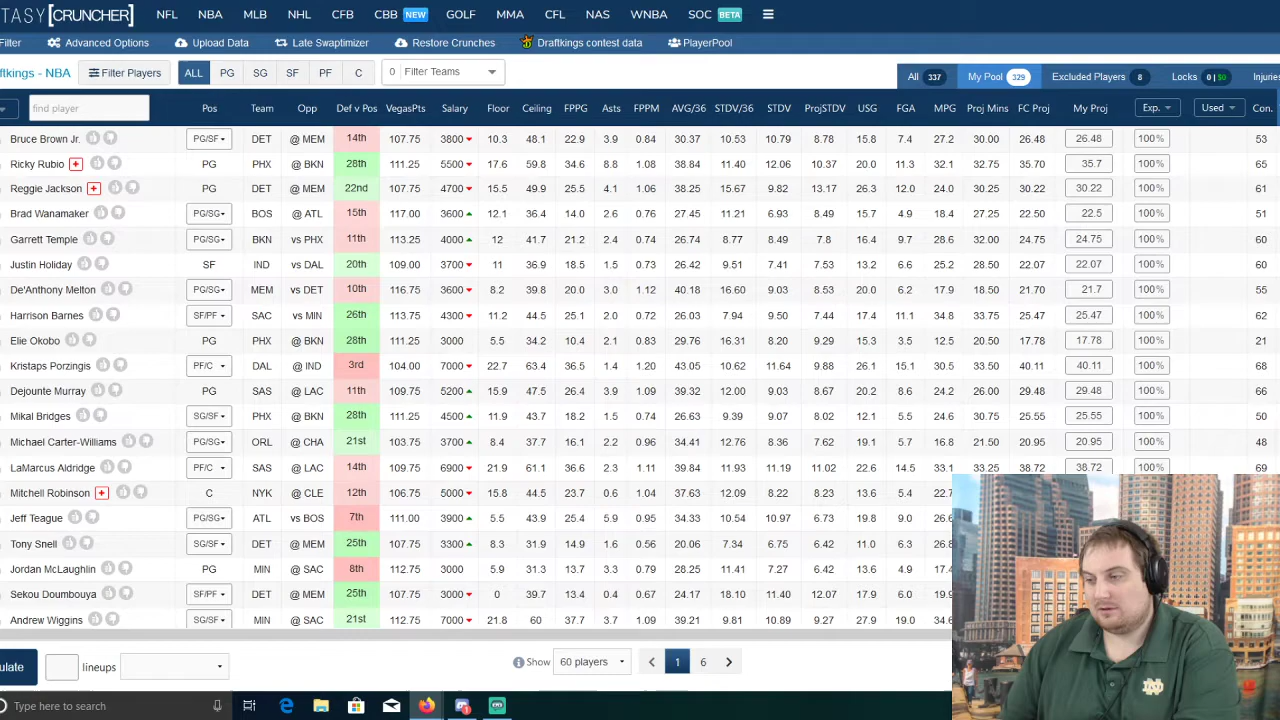 TASY[CRUNCHER] NFL NBA MLB NHL CFB CBB NEW GOLF MMA CFL NAS WNBA SOC BETA
Filter Advanced Options Upload Data Late Swaptimizer Restore Crunches Draftkings contest data PlayerPool
ftkings - NBA Filter Players ALL PG SG SF PF C 0 Filter Teams All 337 My Pool 329 Excluded Players 8 Locks 0 | $0 Injuries
find player Pos Team Opp Def v Pos VegasPts Salary Floor Ceiling FPPG Asts FPPM AVG/36 STDV/36 STDV ProjSTDV USG FGA MPG Proj Mins FC Proj My Proj Exp. Used Con.
Bruce Brown Jr. PG/SF DET @ MEM 14th 107.75 3800 10.3 48.1 22.9 3.9 0.84 30.37 10.53 10.79 8.78 15.8 7.4 27.2 30.00 26.48 26.48 100% 53
Ricky Rubio PG PHX @ BKN 28th 111.25 5500 17.6 59.8 34.6 8.8 1.08 38.84 11.40 12.06 10.37 20.0 11.3 32.1 32.75 35.70 35.7 100% 65
Reggie Jackson PG DET @ MEM 22nd 107.75 4700 15.5 49.9 25.5 4.1 1.06 38.25 15.67 9.82 13.17 26.3 12.0 24.0 30.25 30.22 30.22 100% 61
Brad Wanamaker PG/SG BOS @ ATL 15th 117.00 3600 12.1 36.4 14.0 2.6 0.76 27.45 11.21 6.93 8.49 15.7 4.9 18.4 27.25 22.50 22.5 100% 51
Garrett Temple PG/SG BKN vs PHX 11th 113.25 4000 12 41.7 21.2 2.4 0.74 26.74 8.77 8.49 7.8 16.4 9.7 28.6 32.00 24.75 24.75 100% 60
Justin Holiday SF IND vs DAL 20th 109.00 3700 11 36.9 18.5 1.5 0.73 26.42 9.51 7.41 7.53 13.2 6.6 25.2 28.50 22.07 22.07 100% 60
De'Anthony Melton PG/SG MEM vs DET 10th 116.75 3600 8.2 39.8 20.0 3.0 1.12 40.18 16.60 9.03 8.53 20.0 6.2 17.9 18.50 21.70 21.7 100% 55
Harrison Barnes SF/PF SAC vs MIN 26th 113.75 4300 11.2 44.5 25.1 2.0 0.72 26.03 7.94 9.50 7.44 17.4 11.1 34.8 33.75 25.47 25.47 100% 62
Elie Okobo PG PHX @ BKN 28th 111.25 3000 5.5 34.2 10.4 2.1 0.83 29.76 16.31 8.20 9.29 15.3 3.5 12.5 20.50 17.78 17.78 100% 21
Kristaps Porzingis PF/C DAL @ IND 3rd 104.00 7000 22.7 63.4 36.5 1.4 1.20 43.05 10.62 11.64 9.88 26.1 15.1 30.5 33.50 40.11 40.11 100% 68
Dejounte Murray PG SAS @ LAC 11th 109.75 5200 15.9 47.5 26.4 3.9 1.09 39.32 12.00 9.03 8.67 20.2 8.6 24.2 26.00 29.48 29.48 100% 66
Mikal Bridges SG/SF PHX @ BKN 28th 111.25 4500 11.9 43.7 18.2 1.5 0.74 26.63 9.39 9.07 8.02 12.1 5.5 24.6 30.75 25.55 25.55 100% 50
Michael Carter-Williams PG/SG ORL @ CHA 21st 103.75 3700 8.4 37.7 16.1 2.2 0.96 34.41 12.76 8.36 7.62 19.1 5.7 16.8 21.50 20.95 20.95 100% 48
LaMarcus Aldridge PF/C SAS @ LAC 14th 109.75 6900 21.9 61.1 36.6 2.3 1.11 39.84 11.93 11.19 11.02 22.6 14.5 33.1 33.25 38.72 38.72 100% 69
Mitchell Robinson C NYK @ CLE 12th 106.75 5000 15.8 44.5 23.7 0.6 1.04 37.63 12.09 8.22 8.23 13.6 5.4 22.
Jeff Teague PG/SG ATL vs BOS 7th 111.00 3900 5.5 43.9 25.4 5.9 0.95 34.33 10.54 10.97 6.73 19.8 9.0 26.6
Tony Snell SG/SF DET @ MEM 25th 107.75 3300 8.3 31.9 14.9 1.6 0.56 20.06 7.34 6.75 6.42 11.0 6.3 26.8
Jordan McLaughlin PG MIN @ SAC 8th 112.75 3000 5.9 31.3 13.7 3.3 0.79 28.25 11.41 7.27 6.42 13.6 4.9 17.4
Sekou Doumbouya SF/PF DET @ MEM 25th 107.75 3000 0 39.7 13.4 0.4 0.67 24.17 18.10 11.40 12.07 17.9 6.0 19.9
Andrew Wiggins SG/SF MIN @ SAC 21st 112.75 7000 21.8 60 37.7 3.7 1.09 39.21 10.89 10.89 9.27 27.9 19.0 34.6
ulate lineups Show 60 players 1 6
Type here to search